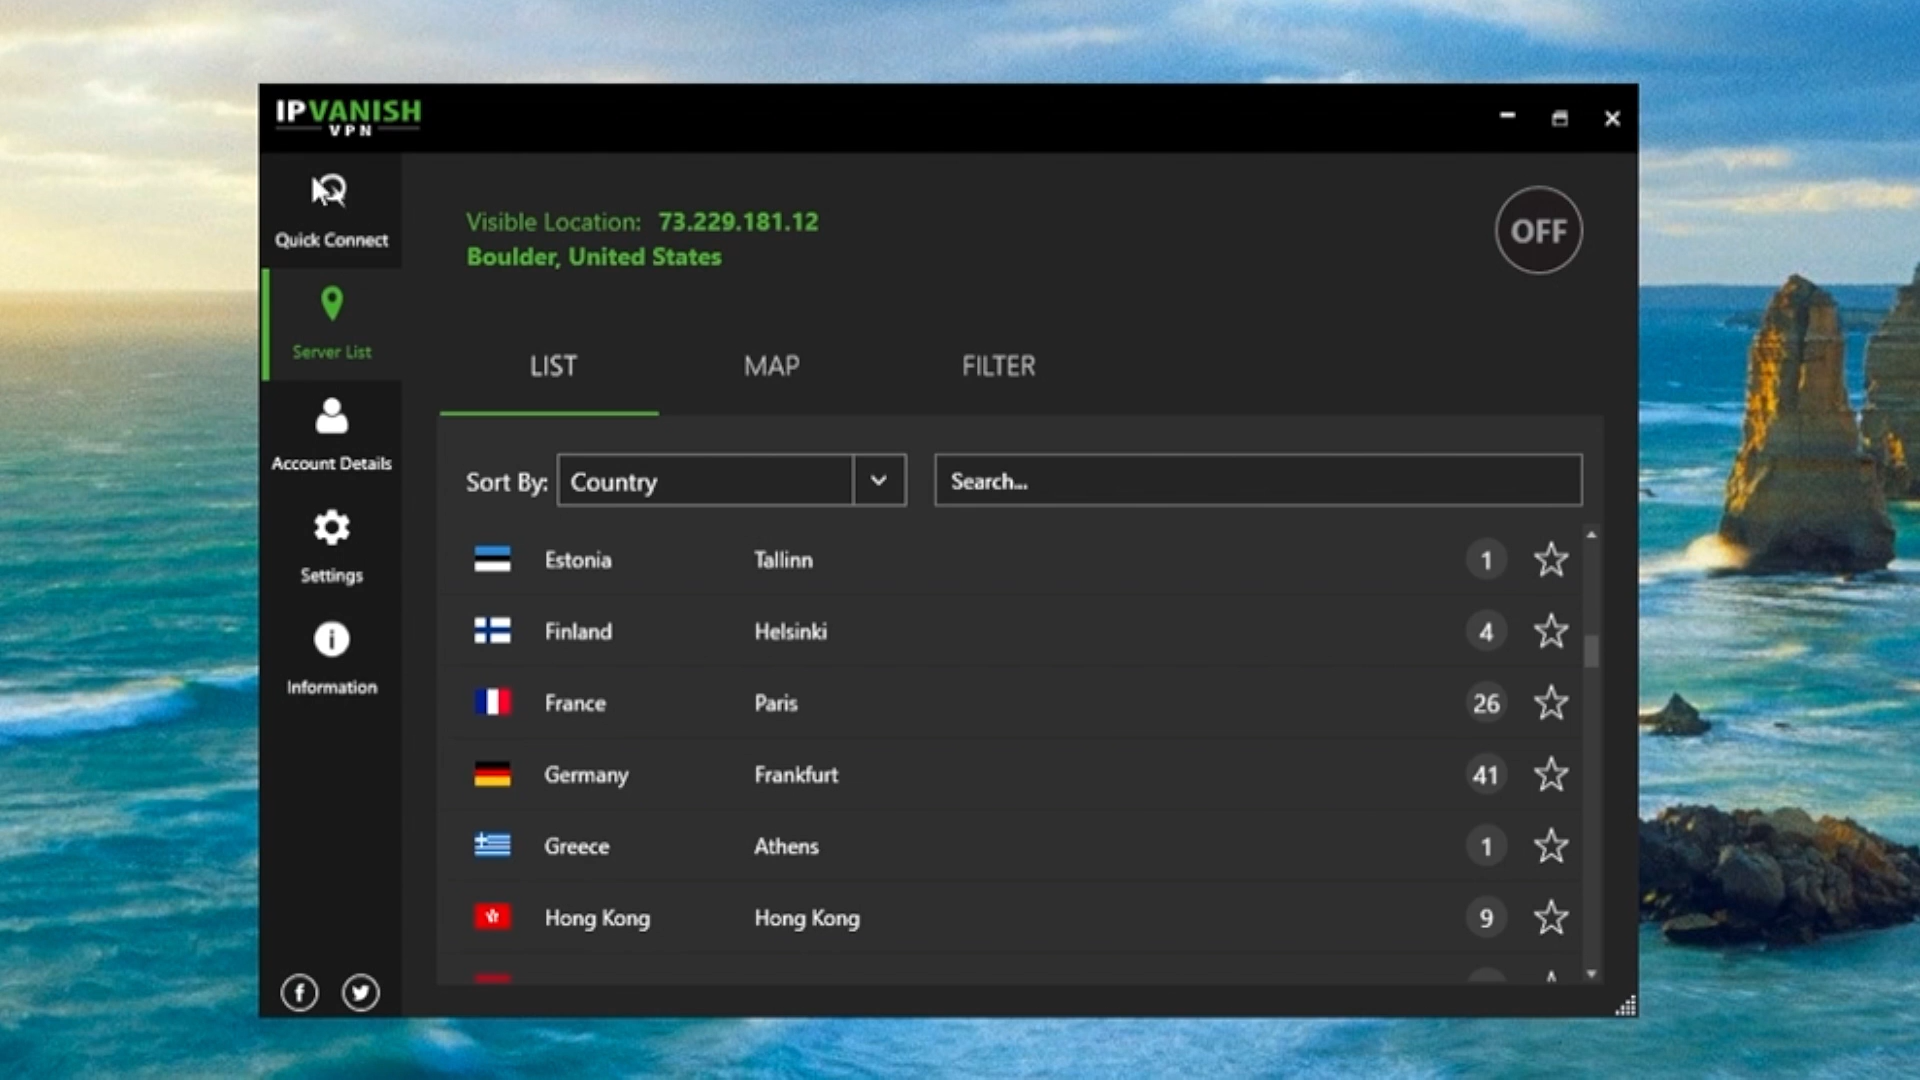 IPVANISH
VPN
Quick Connect
Server List
Account Details
Settings
Information
Visible Location: 73.229.181.12
Boulder, United States
OFF
LIST MAP FILTER
Sort By: Country Search...
Estonia Tallinn 1
Finland Helsinki 4
France Paris 26
Germany Frankfurt 41
Greece Athens 1
Hong Kong Hong Kong 9